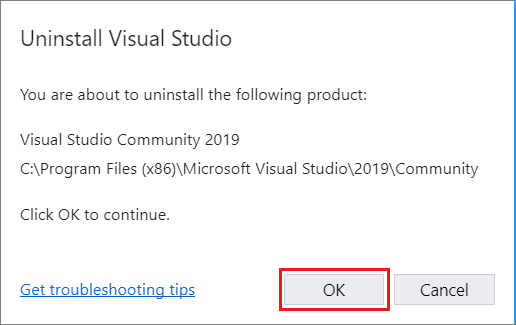 Uninstall Visual Studio
You are about to uninstall the following product:
Visual Studio Community 2019
C:\Program Files (x86)\Microsoft Visual Studio\2019\Community
Click OK to continue.
Get troubleshooting tips
OK
Cancel